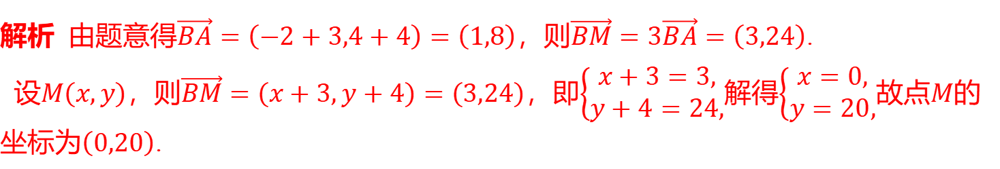 解析 由题意得$\overrightarrow{BA}=(-2+3,4+4)=(1,8)$，则$\overrightarrow{BM}=3\overrightarrow{BA}=(3,24)$.
设$M(x,y)$，则$\overrightarrow{BM}=(x+3,y+4)=(3,24)$，即$\begin{cases}x+3=3,\\y+4=24,\end{cases}$解得$\begin{cases}x=0,\\y=20,\end{cases}$故点$M$的
坐标为$(0,20)$.